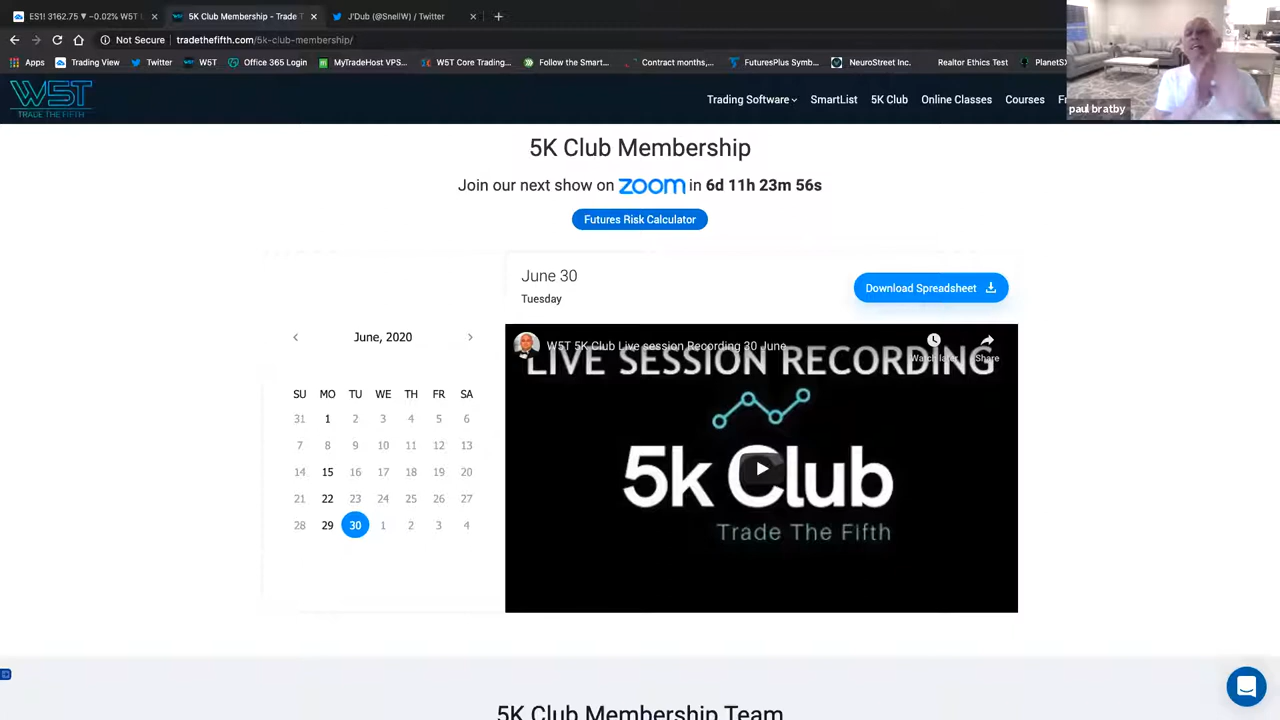 ES1! 3162.75 ▼ −0.02% W5T
5K Club Membership - Trade T
J'Dub (@SnellW) / Twitter
Not Secure
tradethefifth.com/5k-club-membership/
Apps
Trading View
Twitter
W5T
Office 365 Login
MyTradeHost VPS...
W5T Core Trading...
Follow the Smart...
Contract months,...
FuturesPlus Symb...
NeuroStreet Inc.
Realtor Ethics Test
PlanetS
W5T
TRADE THE FIFTH
Trading Software
SmartList
5K Club
Online Classes
Courses
paul bratby
5K Club Membership
Join our next show on zoom in 6d 11h 23m 56s
Futures Risk Calculator
June 30
Tuesday
Download Spreadsheet
June, 2020
SU MO TU WE TH FR SA
31 1 2 3 4 5 6
7 8 9 10 11 12 13
14 15 16 17 18 19 20
21 22 23 24 25 26 27
28 29 30 1 2 3 4
W5T 5K Club Live session Recording 30 June
Watch later
Share
LIVE SESSION RECORDING
5k Club
Trade The Fifth
5K Club Membership Team